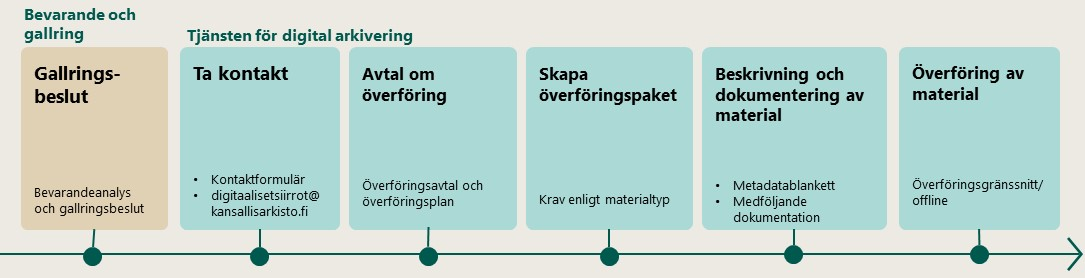 Bevarande och
gallring
Tjänsten för digital arkivering
Gallrings-
beslut
Bevarandeanalys
och gallringsbeslut
Ta kontakt
• Kontaktformulär
• digitaalisetsiirrot@
kansallisarkisto.fi
Avtal om
överföring
Överföringsavtal och
överföringsplan
Skapa
överföringspaket
Krav enligt materialtyp
Beskrivning och
dokumentering av
material
• Metadatablankett
• Medföljande
dokumentation
Överföring av
material
Överföringsgränssnitt/
offline